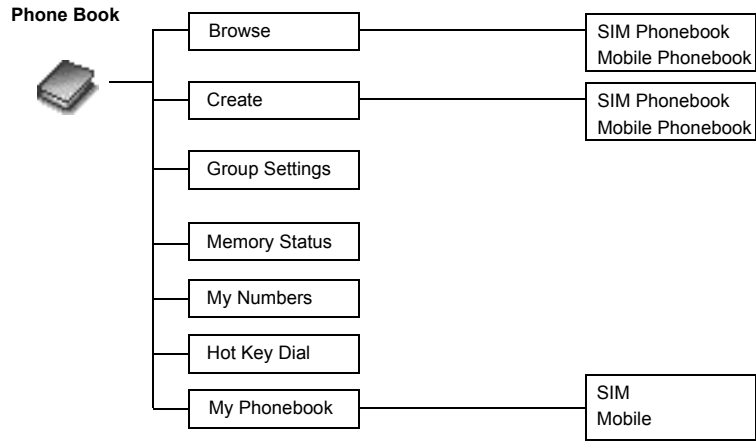 Phone Book
Browse
SIM Phonebook
Mobile Phonebook
Create
SIM Phonebook
Mobile Phonebook
Group Settings
Memory Status
My Numbers
Hot Key Dial
My Phonebook
SIM
Mobile